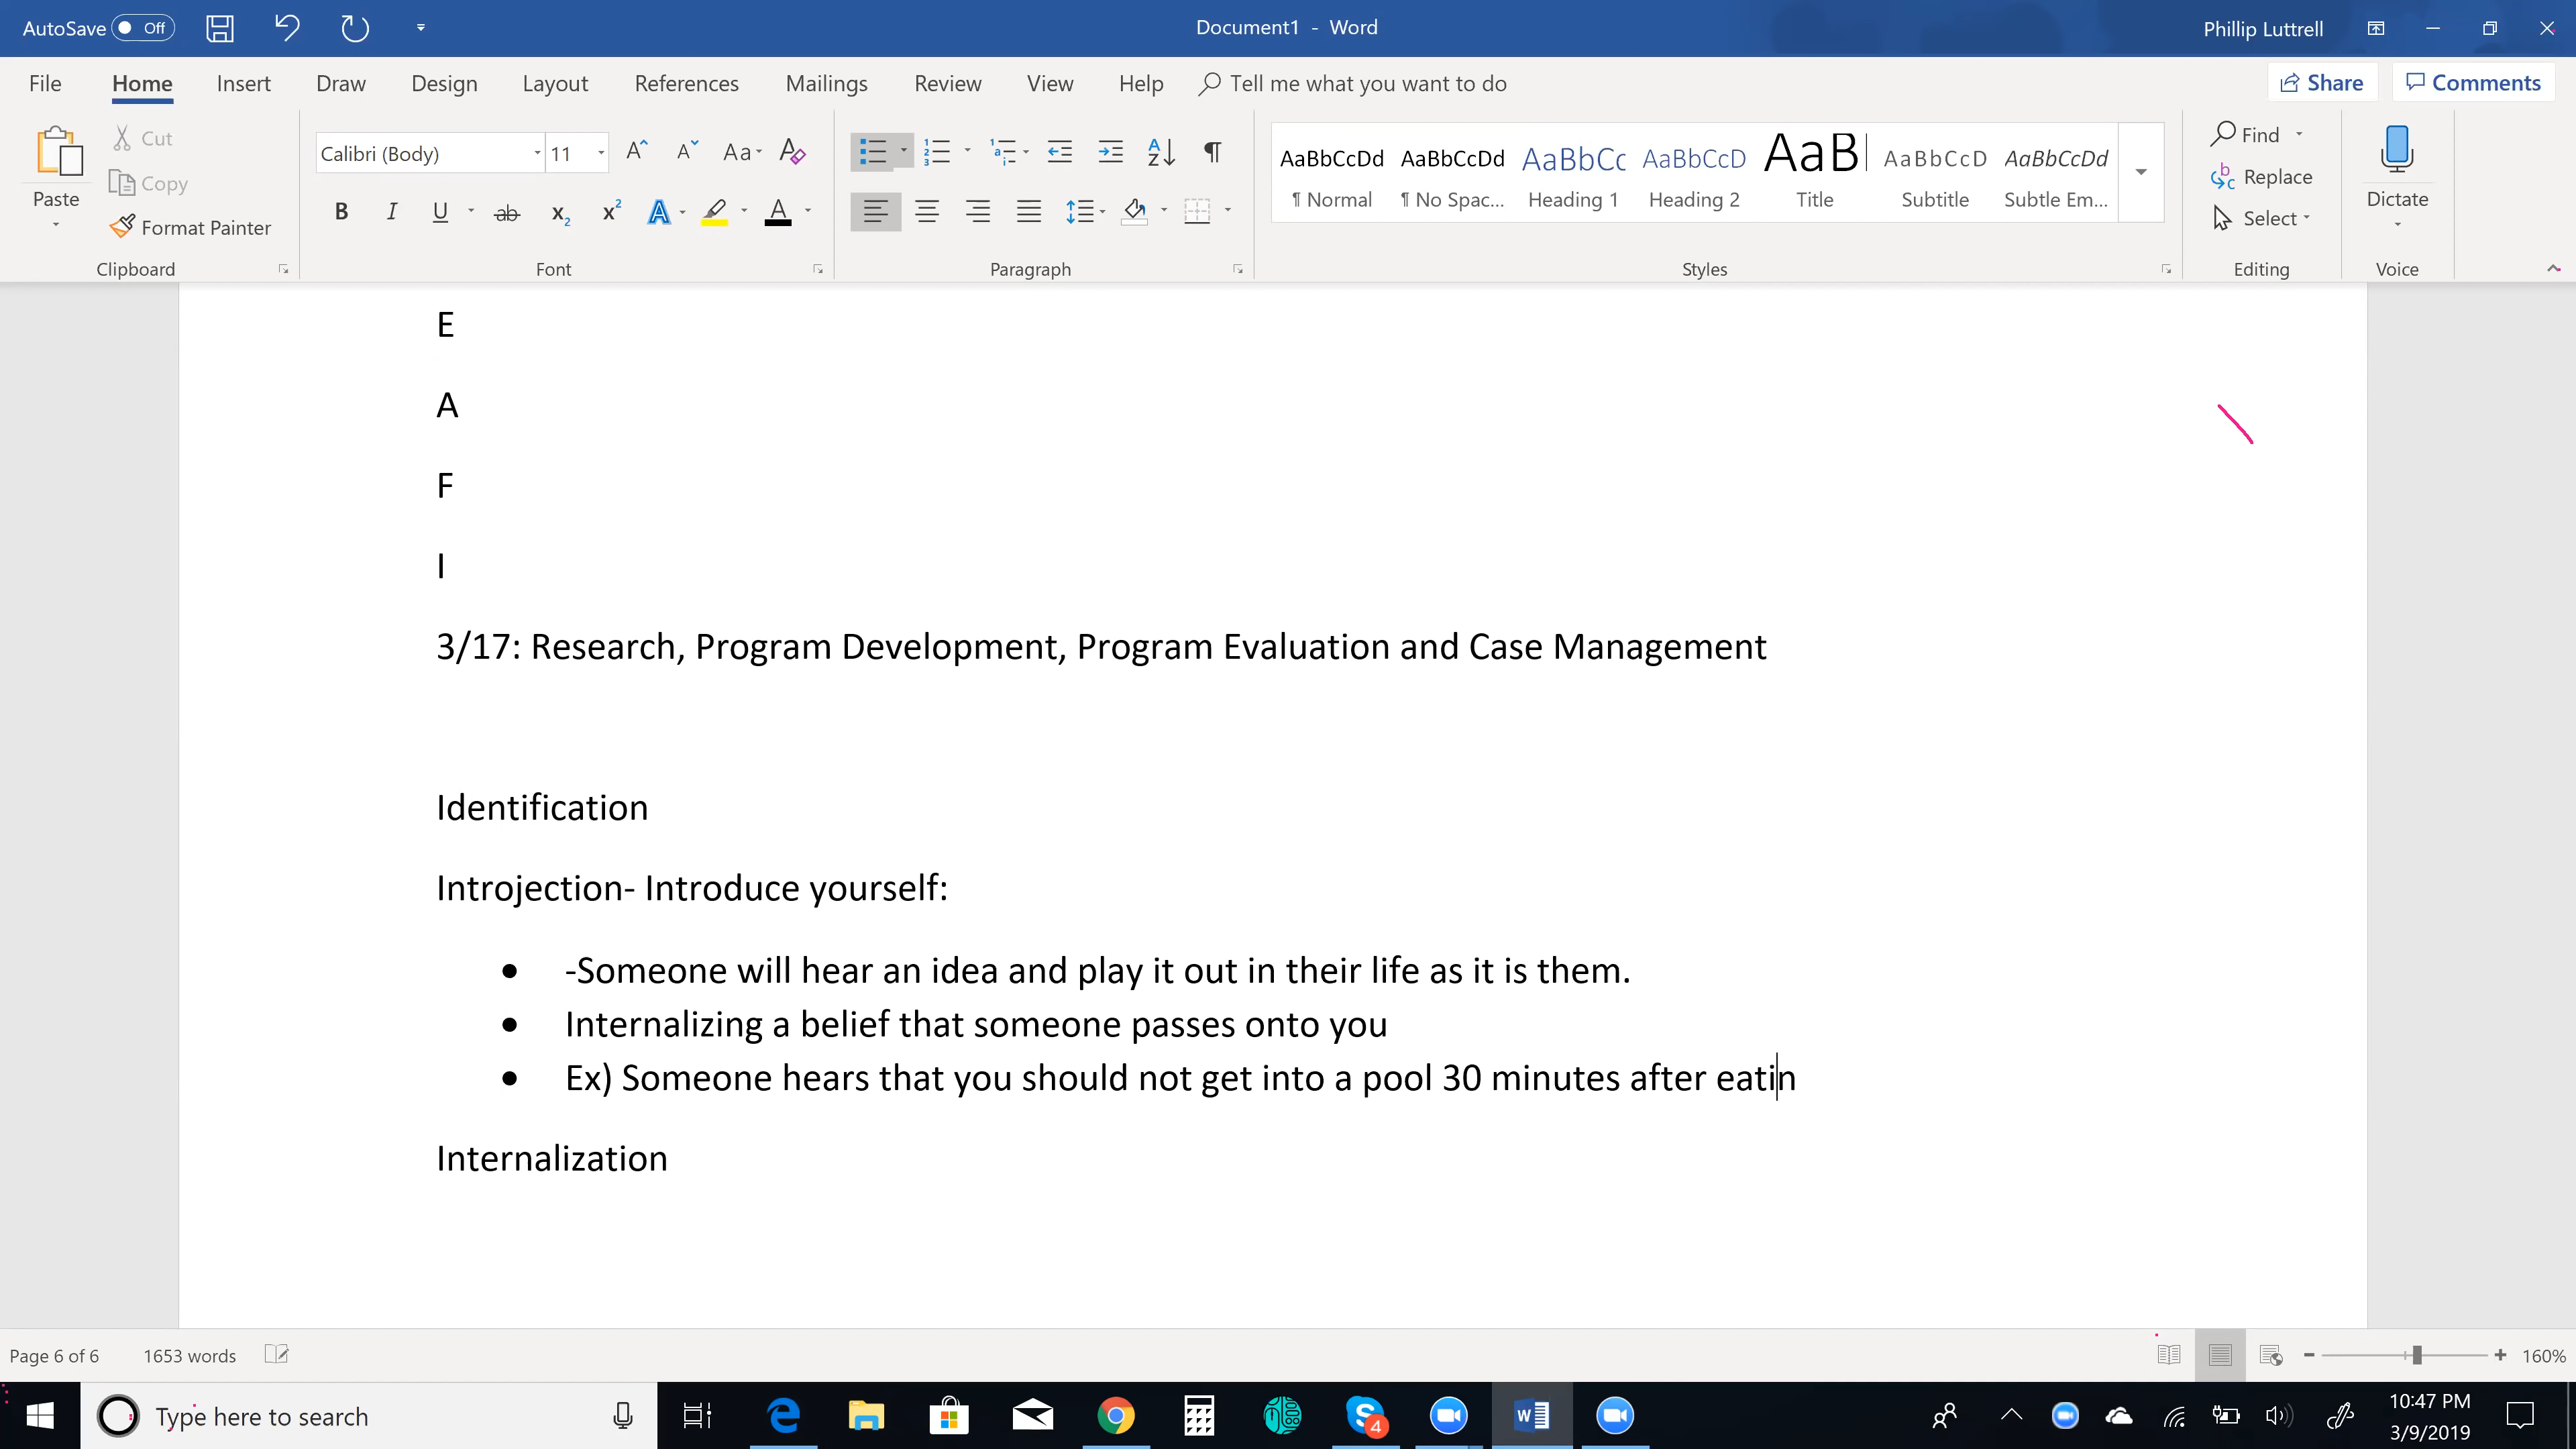 AutoSave Off
Document1 - Word
Phillip Luttrell
File Home Insert Draw Design Layout References Mailings Review View Help Tell me what you want to do
Share Comments
Paste
Cut
Copy
Format Painter
Clipboard
Calibri (Body) 11
Font
Paragraph
AaBbCcDd AaBbCcDd AaBbCc AaBbCcD AaB AaBbCcD AaBbCcDd
¶ Normal ¶ No Spac... Heading 1 Heading 2 Title Subtitle Subtle Em...
Styles
Find
Replace
Select
Editing
Dictate
Voice
E
A
F
I
3/17: Research, Program Development, Program Evaluation and Case Management
Identification
Introjection- Introduce yourself:
• -Someone will hear an idea and play it out in their life as it is them.
• Internalizing a belief that someone passes onto you
• Ex) Someone hears that you should not get into a pool 30 minutes after eatin
Internalization
Page 6 of 6 1653 words
160%
Type here to search
4
10:47 PM
3/9/2019